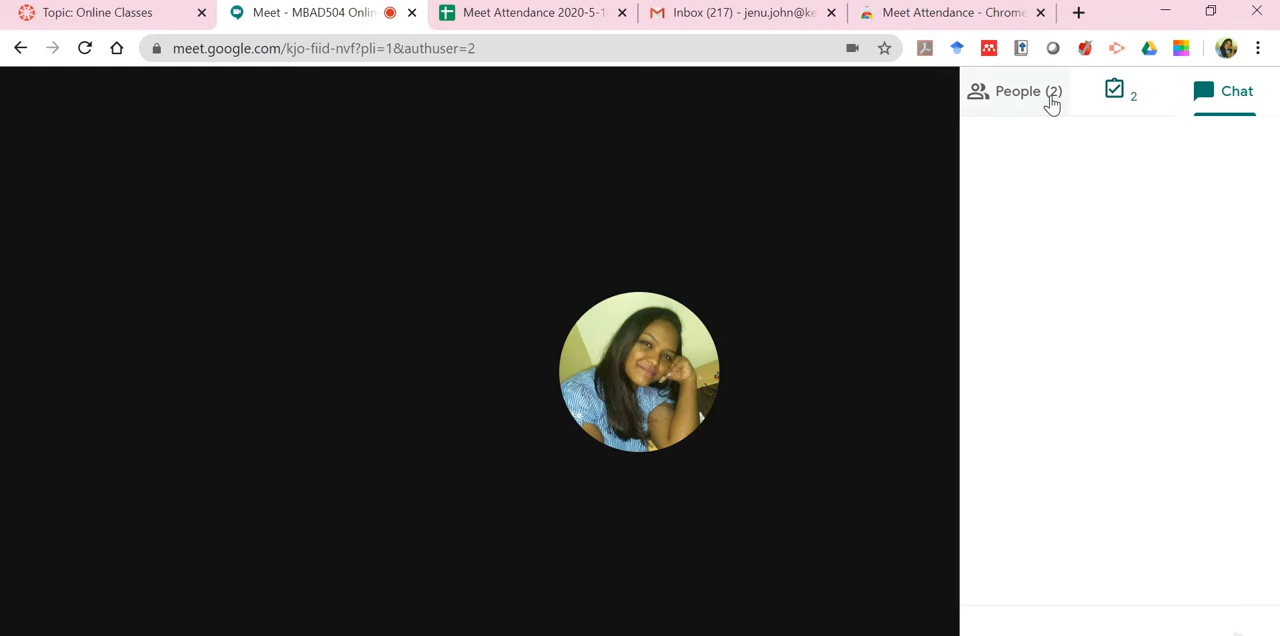 Topic: Online Classes
Meet - MBAD504 Onlin
Meet Attendance 2020-5-1
Inbox (217) - jenu.john@ke
Meet Attendance - Chrome
meet.google.com/kjo-fiid-nvf?pli=1&authuser=2
People (2)
2
Chat